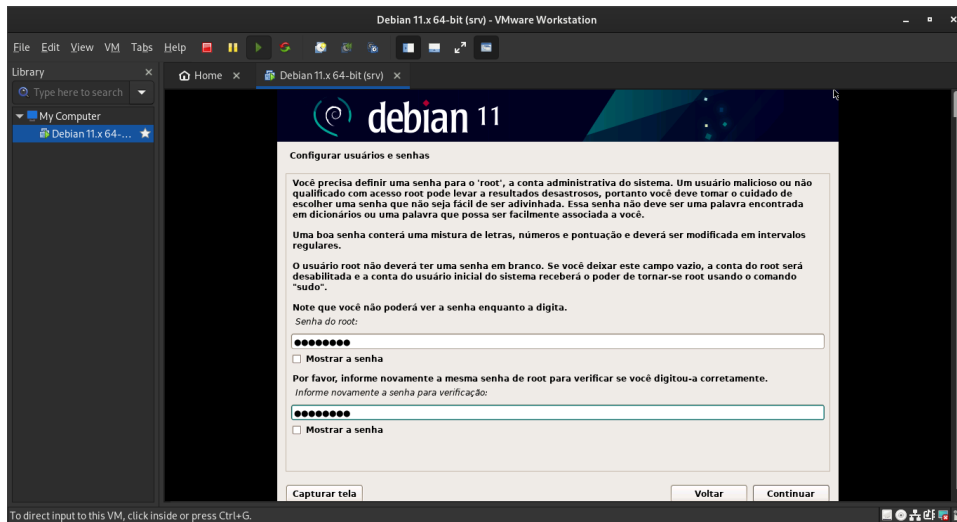 Debian 11.x 64-bit (srv) - VMware Workstation
File Edit View VM Tabs Help
Library
Home
Debian 11.x 64-bit (srv)
Type here to search
My Computer
Debian 11.x 64-...
debian 11
Configurar usuários e senhas
Você precisa definir uma senha para o 'root', a conta administrativa do sistema. Um usuário malicioso ou não
qualificado com acesso root pode levar a resultados desastrosos, portanto você deve tomar o cuidado de
escolher uma senha que não seja fácil de ser adivinhada. Essa senha não deve ser uma palavra encontrada
em dicionários ou uma palavra que possa ser facilmente associada a você.
Uma boa senha conterá uma mistura de letras, números e pontuação e deverá ser modificada em intervalos
regulares.
O usuário root não deverá ter uma senha em branco. Se você deixar este campo vazio, a conta do root será
desabilitada e a conta do usuário inicial do sistema receberá o poder de tornar-se root usando o comando
"sudo".
Note que você não poderá ver a senha enquanto a digita.
Senha do root:
Mostrar a senha
Por favor, informe novamente a mesma senha de root para verificar se você digitou-a corretamente.
Informe novamente a senha para verificação:
Mostrar a senha
Capturar tela
Voltar
Continuar
To direct input to this VM, click inside or press Ctrl+G.